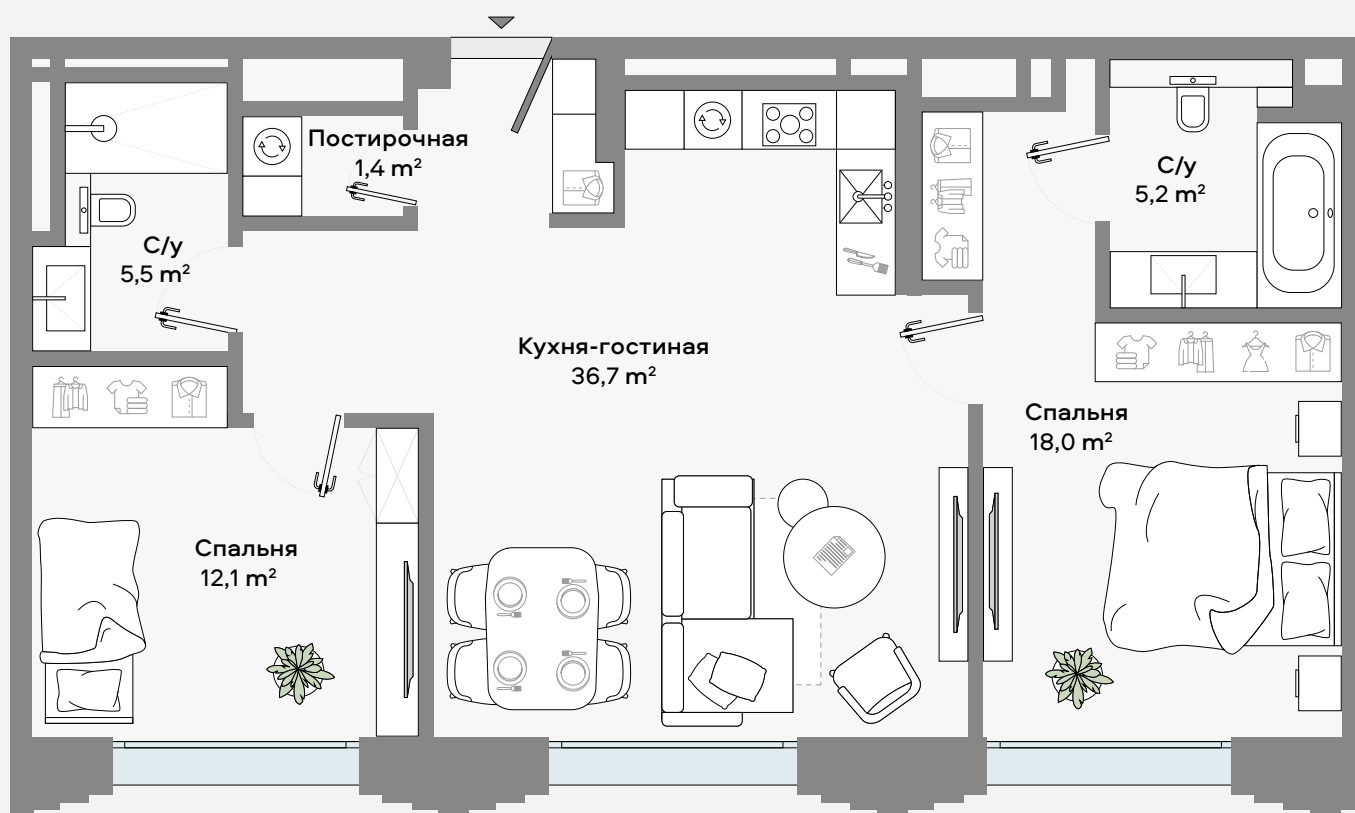 Постирочная
1,4 m²
С/у
5,2 m²
С/у
5,5 m²
Кухня-гостиная
36,7 m²
Спальня
18,0 m²
Спальня
12,1 m²